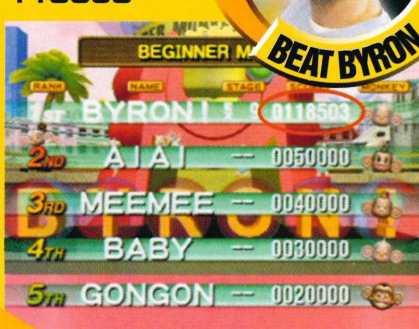 BEAT BYRON
BEGINNER
RANK NAME STAGE MONKEY
1ST BYRON! 0118503
2ND AIAI -- 0050000
3RD MEEMEE -- 0040000
4TH BABY -- 0030000
5TH GONGON -- 0020000
BYRON!